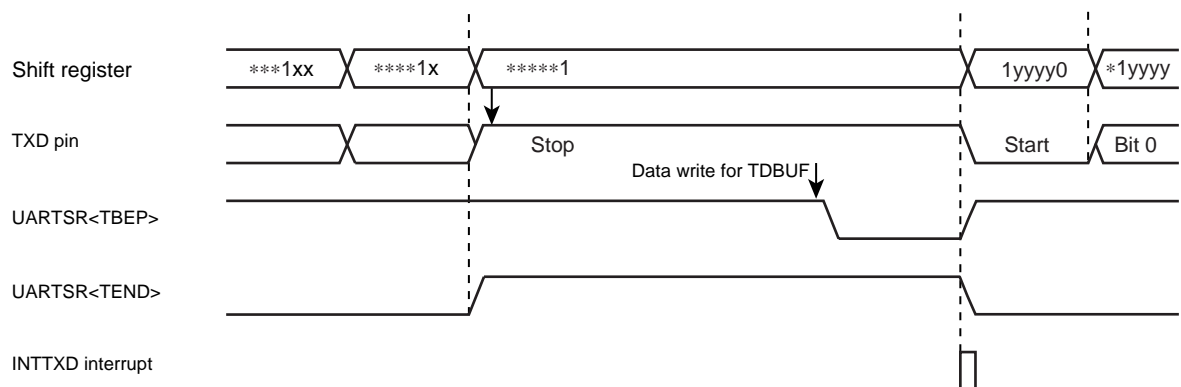 Shift register ***1xx ****1x *****1 1yyyy0 *1yyyy
TXD pin Stop Start Bit 0
Data write for TDBUF
UARTSR<TBEP>
UARTSR<TEND>
INTTXD interrupt